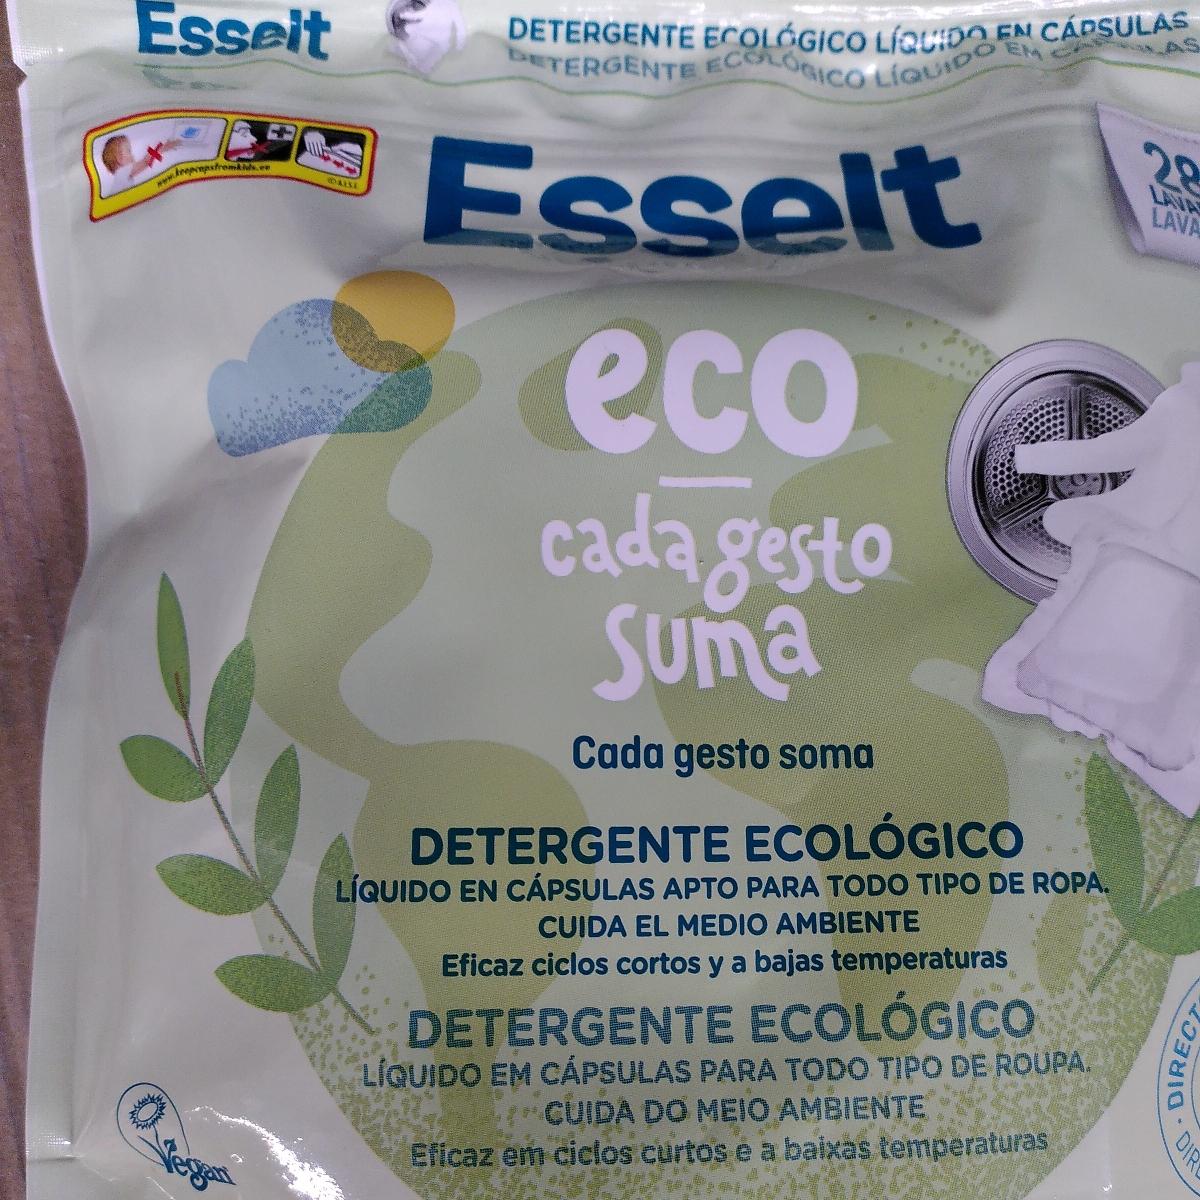 Esselt
DETERGENTE ECOLÓGICO LÍQUIDO EN CÁPSULAS
DETERGENTE ECOLÓGICO LÍQUIDO EM CÁPSULAS
www.keepcapsfromkids.eu
© A.I.S.E.
Esselt
28
eco
cada gesto
suma
Cada gesto soma
DETERGENTE ECOLÓGICO
LÍQUIDO EN CÁPSULAS APTO PARA TODO TIPO DE ROPA.
CUIDA EL MEDIO AMBIENTE
Eficaz ciclos cortos y a bajas temperaturas
DETERGENTE ECOLÓGICO
LÍQUIDO EM CÁPSULAS PARA TODO TIPO DE ROUPA.
CUIDA DO MEIO AMBIENTE
Eficaz em ciclos curtos e a baixas temperaturas
Vegan